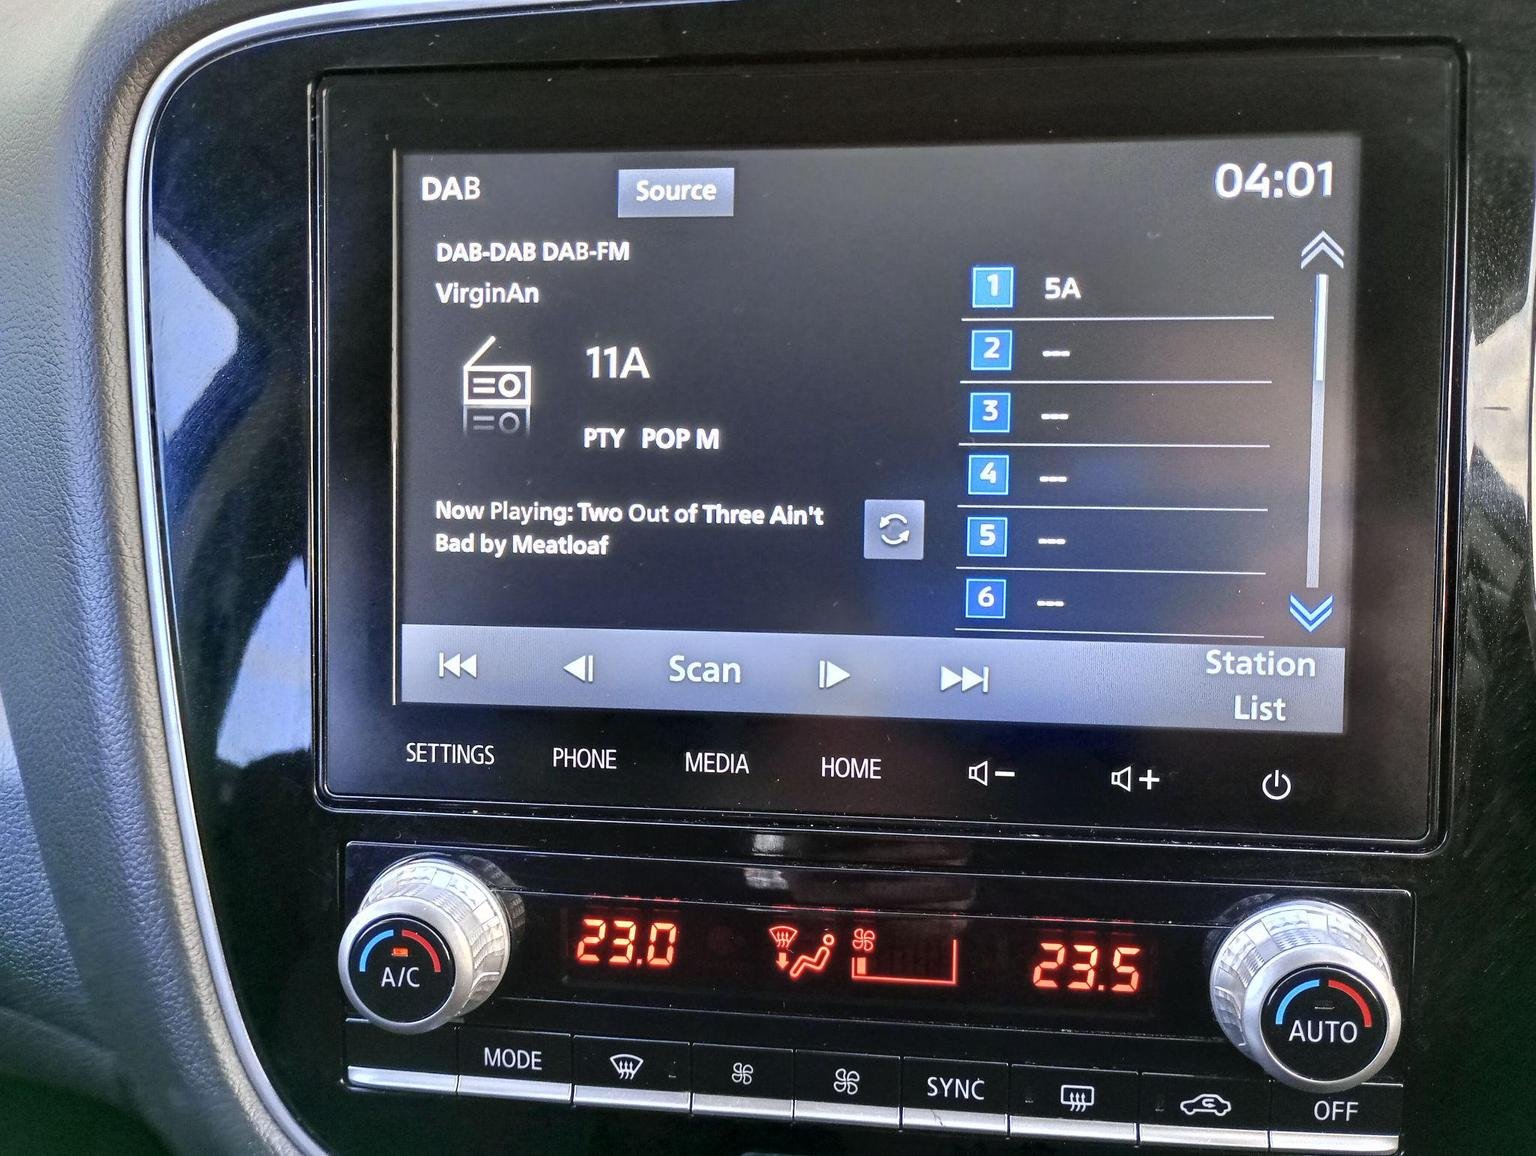 DAB
Source
04:01
DAB-DAB DAB-FM
VirginAn
11A
PTY POP M
Now Playing: Two Out of Three Ain't
Bad by Meatloaf
1 5A
2 ---
3 ---
4 ---
5 ---
6 ---
Scan
Station
List
SETTINGS
PHONE
MEDIA
HOME
A/C
23.0
23.5
AUTO
MODE
SYNC
OFF